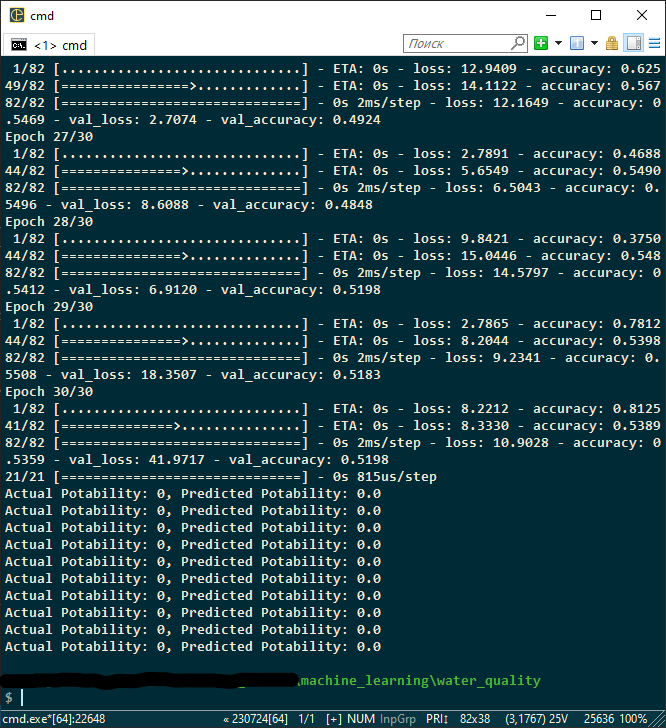 cmd
<1> cmd
Поиск
1/82 [..............................] - ETA: 0s - loss: 12.9409 - accuracy: 0.625
49/82 [================>.............] - ETA: 0s - loss: 14.1122 - accuracy: 0.567
82/82 [==============================] - 0s 2ms/step - loss: 12.1649 - accuracy: 0
.5469 - val_loss: 2.7074 - val_accuracy: 0.4924
Epoch 27/30
1/82 [..............................] - ETA: 0s - loss: 2.7891 - accuracy: 0.4688
44/82 [===============>..............] - ETA: 0s - loss: 5.6549 - accuracy: 0.5490
82/82 [==============================] - 0s 2ms/step - loss: 6.5043 - accuracy: 0.
5496 - val_loss: 8.6088 - val_accuracy: 0.4848
Epoch 28/30
1/82 [..............................] - ETA: 0s - loss: 9.8421 - accuracy: 0.3750
44/82 [===============>..............] - ETA: 0s - loss: 15.0446 - accuracy: 0.548
82/82 [==============================] - 0s 2ms/step - loss: 14.5797 - accuracy: 0
.5412 - val_loss: 6.9120 - val_accuracy: 0.5198
Epoch 29/30
1/82 [..............................] - ETA: 0s - loss: 2.7865 - accuracy: 0.7812
44/82 [===============>..............] - ETA: 0s - loss: 8.2044 - accuracy: 0.5398
82/82 [==============================] - 0s 2ms/step - loss: 9.2341 - accuracy: 0.
5508 - val_loss: 18.3507 - val_accuracy: 0.5183
Epoch 30/30
1/82 [..............................] - ETA: 0s - loss: 8.2212 - accuracy: 0.8125
41/82 [==============>...............] - ETA: 0s - loss: 8.3330 - accuracy: 0.5389
82/82 [==============================] - 0s 2ms/step - loss: 10.9028 - accuracy: 0
.5359 - val_loss: 41.9717 - val_accuracy: 0.5198
21/21 [==============================] - 0s 815us/step
Actual Potability: 0, Predicted Potability: 0.0
Actual Potability: 0, Predicted Potability: 0.0
Actual Potability: 0, Predicted Potability: 0.0
Actual Potability: 0, Predicted Potability: 0.0
Actual Potability: 0, Predicted Potability: 0.0
Actual Potability: 0, Predicted Potability: 0.0
Actual Potability: 0, Predicted Potability: 0.0
Actual Potability: 0, Predicted Potability: 0.0
Actual Potability: 0, Predicted Potability: 0.0
Actual Potability: 0, Predicted Potability: 0.0
\machine_learning\water_quality
$
cmd.exe*[64]:22648 « 230724[64] 1/1 [+] NUM InpGrp PRI↕ 82x38 (3,1767) 25V 25636 100%